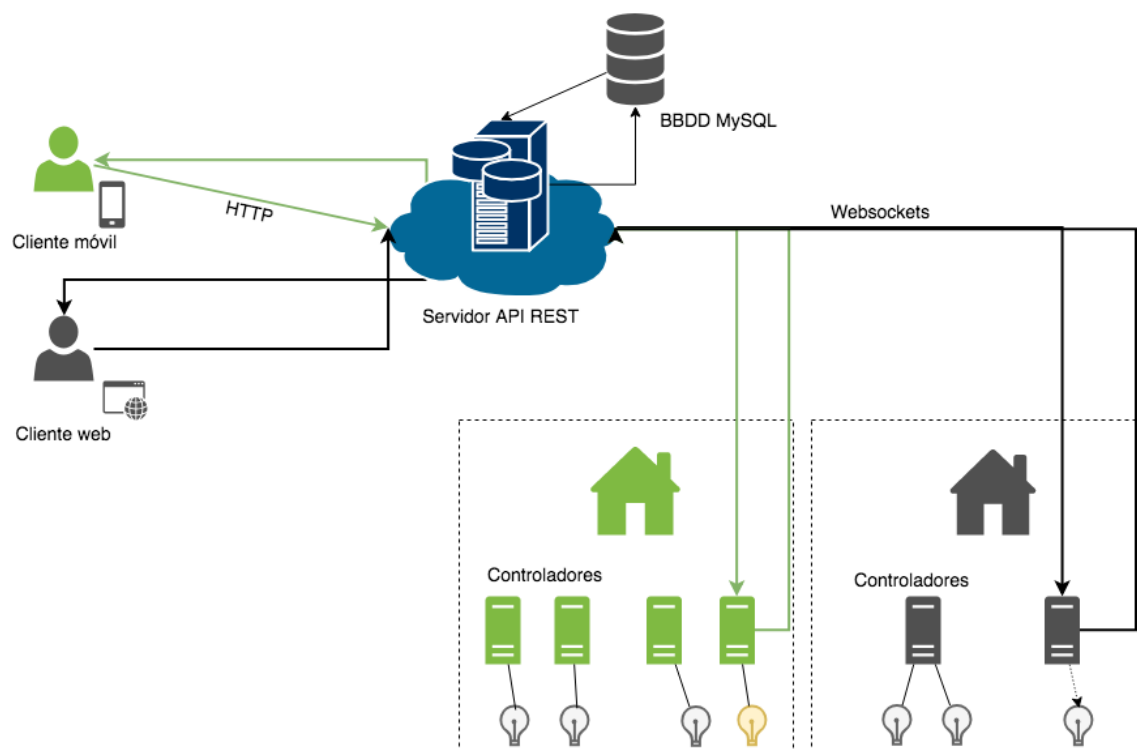 BBDD MySQL
HTTP
Cliente móvil
Websockets
Servidor API REST
Cliente web
Controladores
Controladores